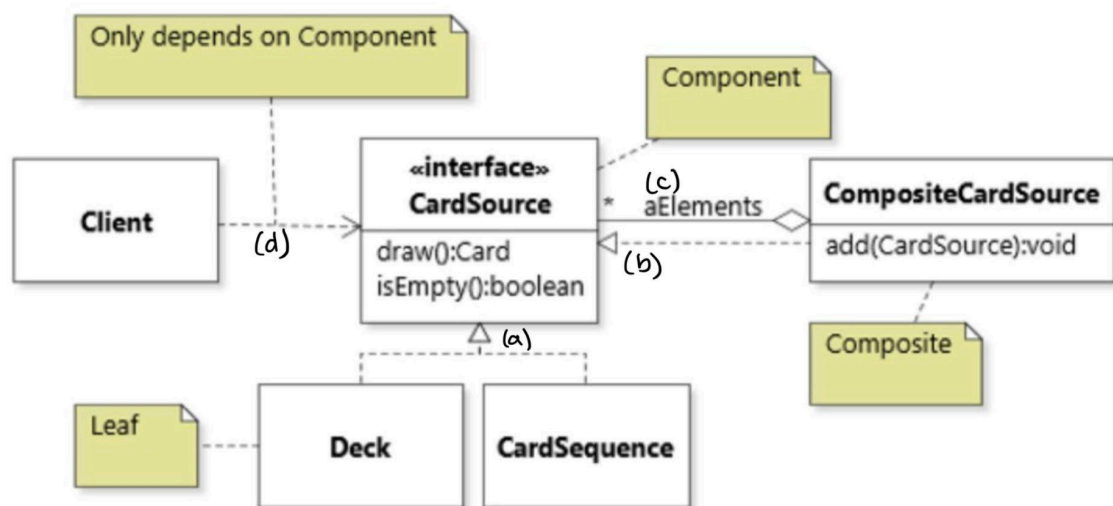 Only depends on Component
Component
Client
(d)
«interface»
CardSource
draw():Card
isEmpty():boolean
(c)
* aElements
(b)
CompositeCardSource
add(CardSource):void
Composite
(a)
Leaf
Deck
CardSequence